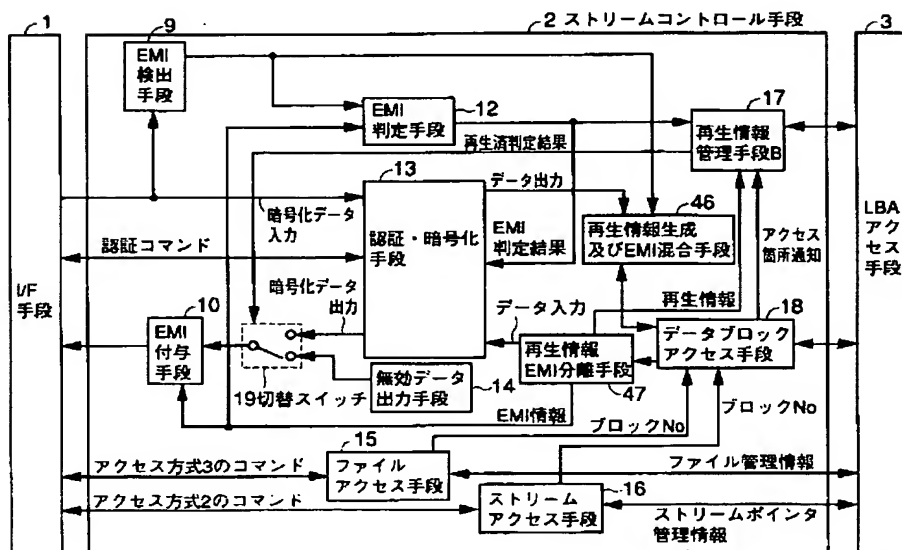 1
2 ストリームコントロール手段
3
9
EMI
検出
手段
EMI
判定手段
12
17
再生情報
管理手段B
再生済判定結果
13
データ出力
46
暗号化データ
入力
認証・暗号化
手段
EMI
判定結果
再生情報生成
及びEMI混合手段
アクセス
箇所通知
LBA
アク
セス
手段
認証コマンド
I/F
手段
暗号化データ
出力
10
EMI
付与
手段
データ入力
再生情報
18
データブロック
アクセス手段
再生情報
EMI分離手段
47
19切替スイッチ
無効データ
出力手段
14
EMI情報
ブロックNo
ブロックNo
15
アクセス方式3のコマンド
ファイル
アクセス手段
ファイル管理情報
アクセス方式2のコマンド
16
ストリーム
アクセス手段
ストリームポインタ
管理情報